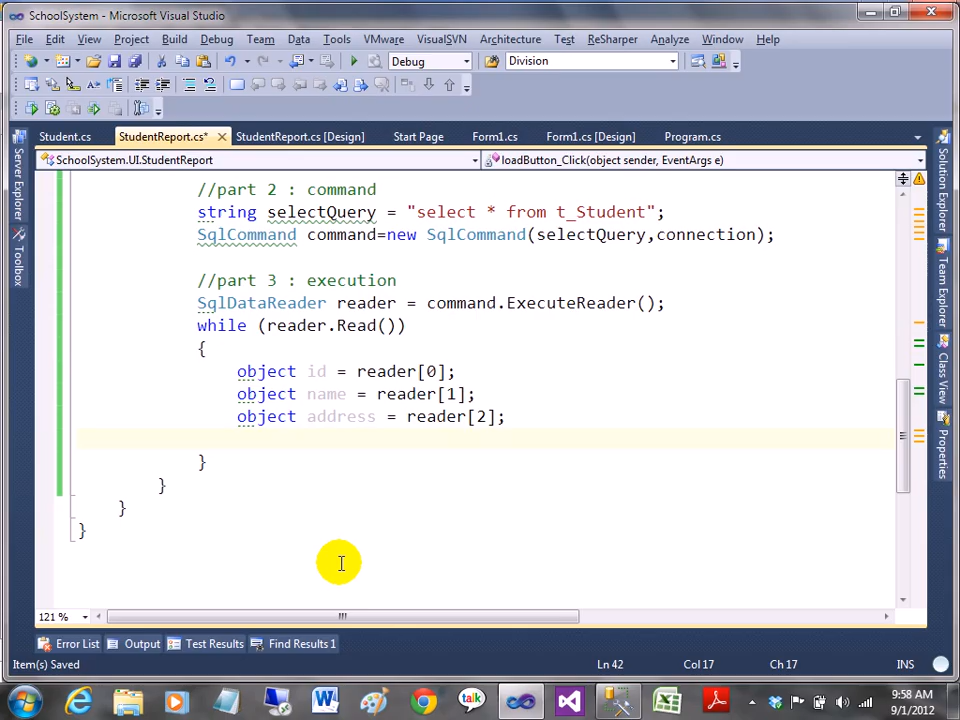 SchoolSystem - Microsoft Visual Studio
File Edit View Project Build Debug Team Data Tools VMware VisualSVN Architecture Test ReSharper Analyze Window Help
Debug Division
Student.cs StudentReport.cs* StudentReport.cs [Design] Start Page Form1.cs Form1.cs [Design] Program.cs
SchoolSystem.UI.StudentReport loadButton_Click(object sender, EventArgs e)
Server Explorer
Toolbox
//part 2 : command
string selectQuery = "select * from t_Student";
SqlCommand command=new SqlCommand(selectQuery,connection);
//part 3 : execution
SqlDataReader reader = command.ExecuteReader();
while (reader.Read())
{
object id = reader[0];
object name = reader[1];
object address = reader[2];
}
}
}
}
Solution Explorer
Team Explorer
Class View
Properties
121 %
Error List Output Test Results Find Results 1
Item(s) Saved Ln 42 Col 17 Ch 17 INS
talk
9:58 AM
9/1/2012